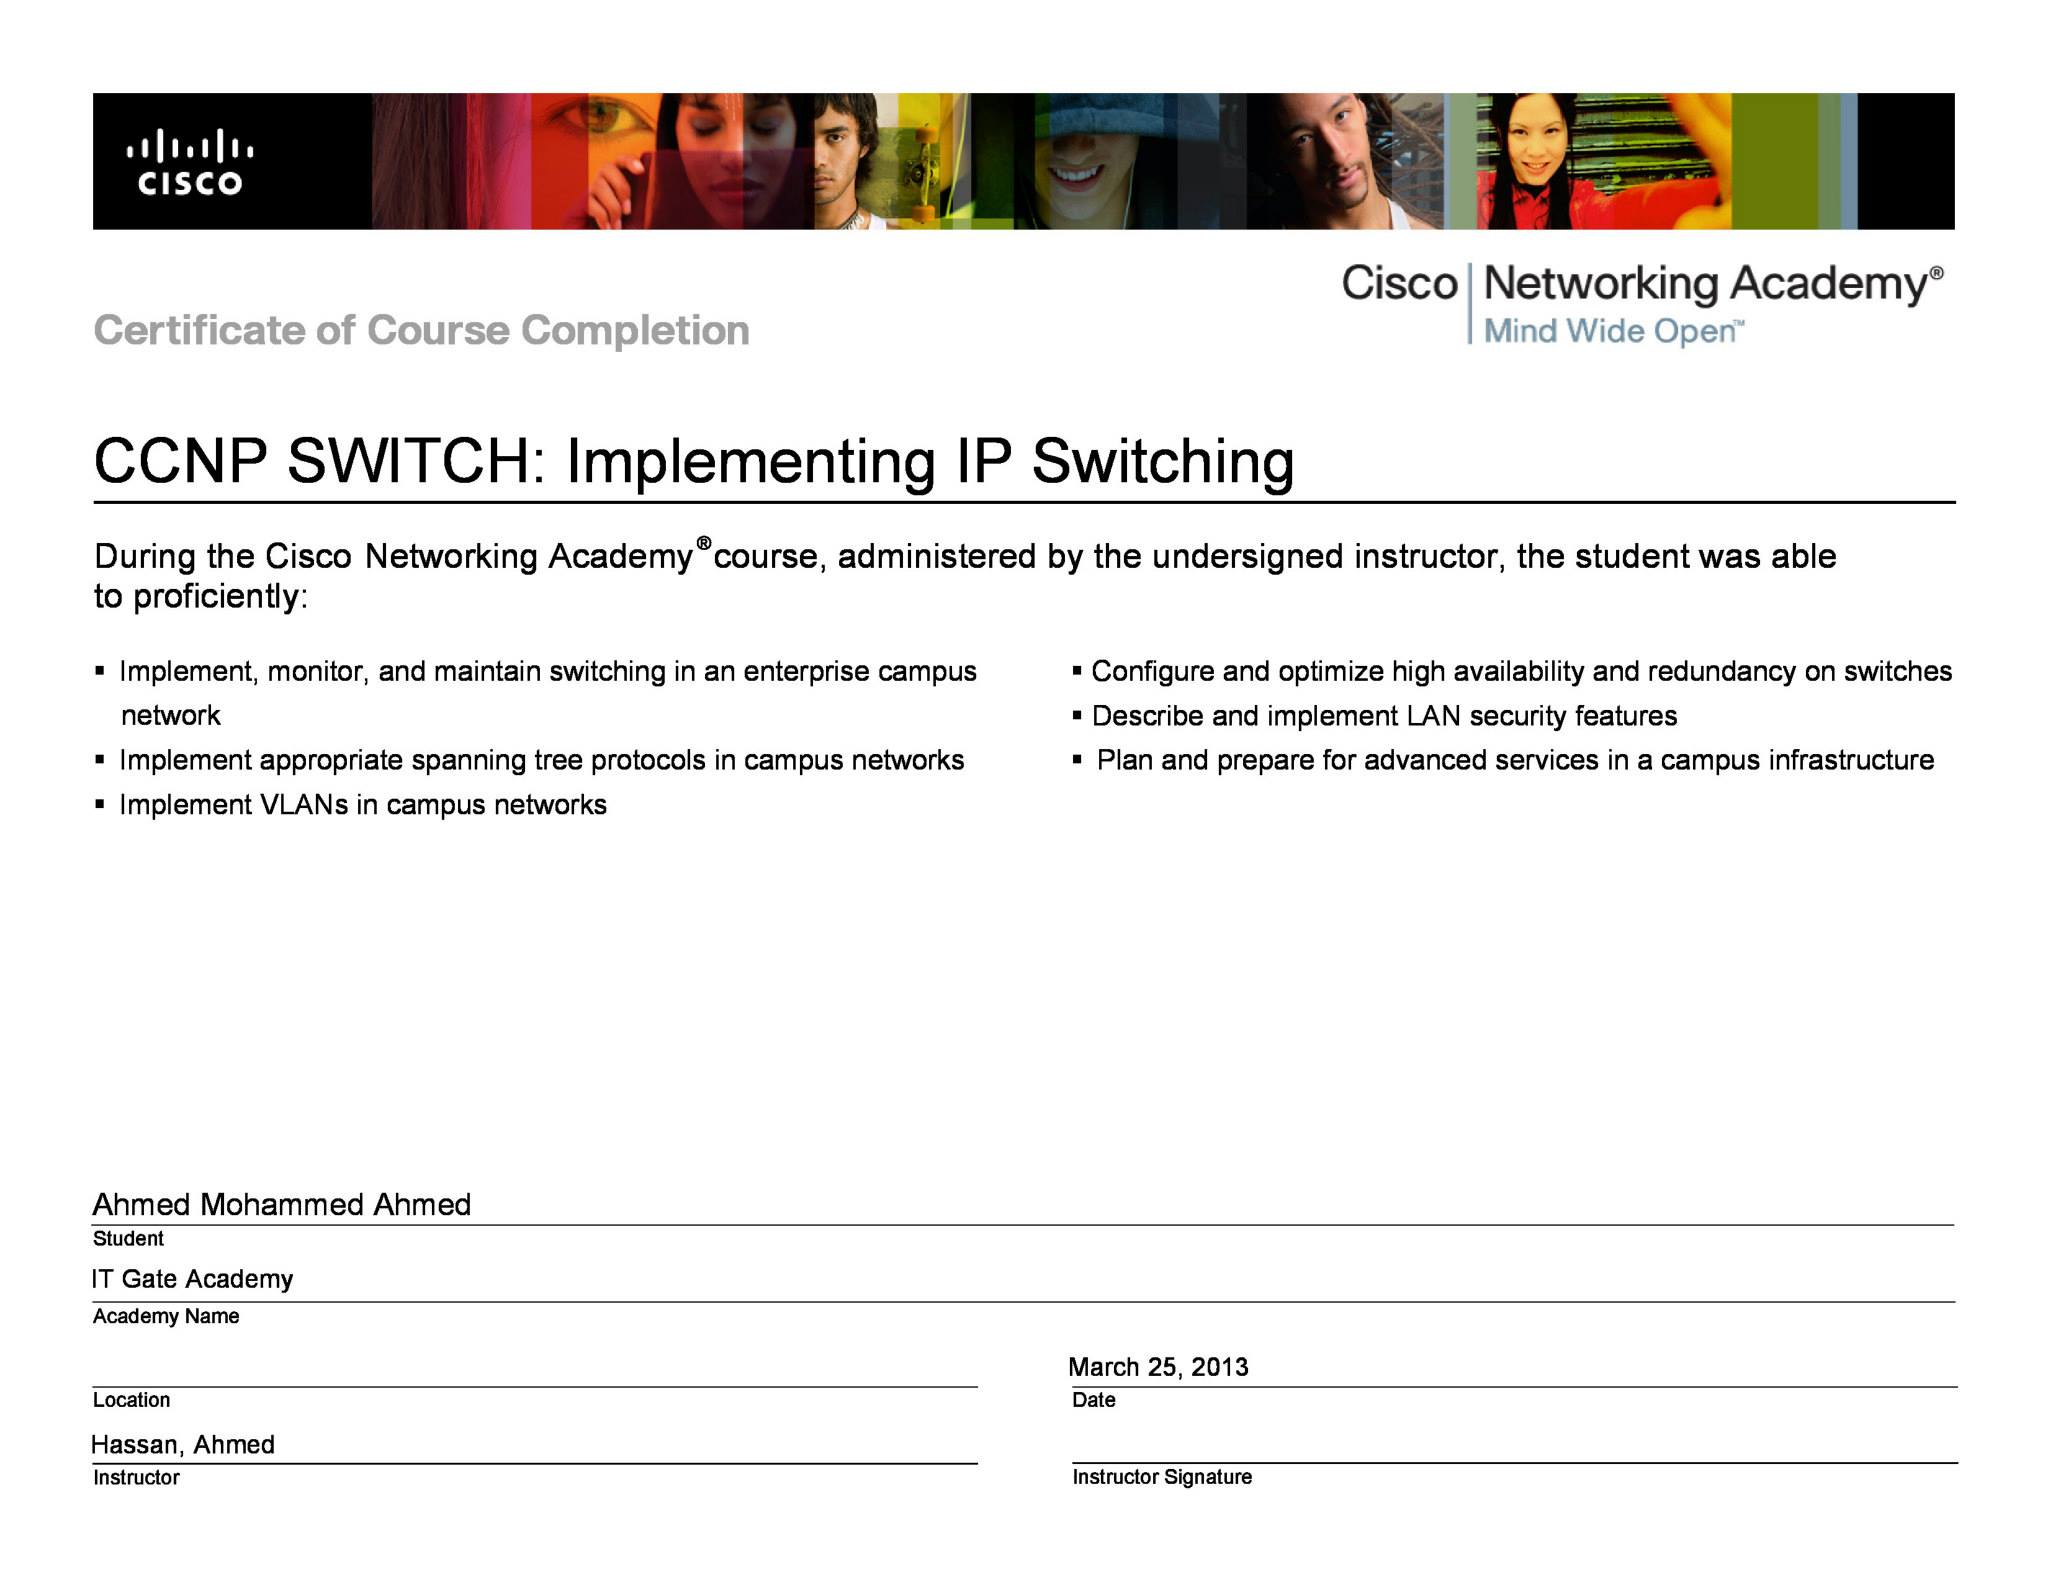 CISCO
Cisco Networking Academy®
Mind Wide Open™
Certificate of Course Completion
CCNP SWITCH: Implementing IP Switching
During the Cisco Networking Academy® course, administered by the undersigned instructor, the student was able
to proficiently:
▪ Implement, monitor, and maintain switching in an enterprise campus
network
▪ Implement appropriate spanning tree protocols in campus networks
▪ Implement VLANs in campus networks
▪ Configure and optimize high availability and redundancy on switches
▪ Describe and implement LAN security features
▪ Plan and prepare for advanced services in a campus infrastructure
Ahmed Mohammed Ahmed
Student
IT Gate Academy
Academy Name
Location
March 25, 2013
Date
Hassan, Ahmed
Instructor
Instructor Signature